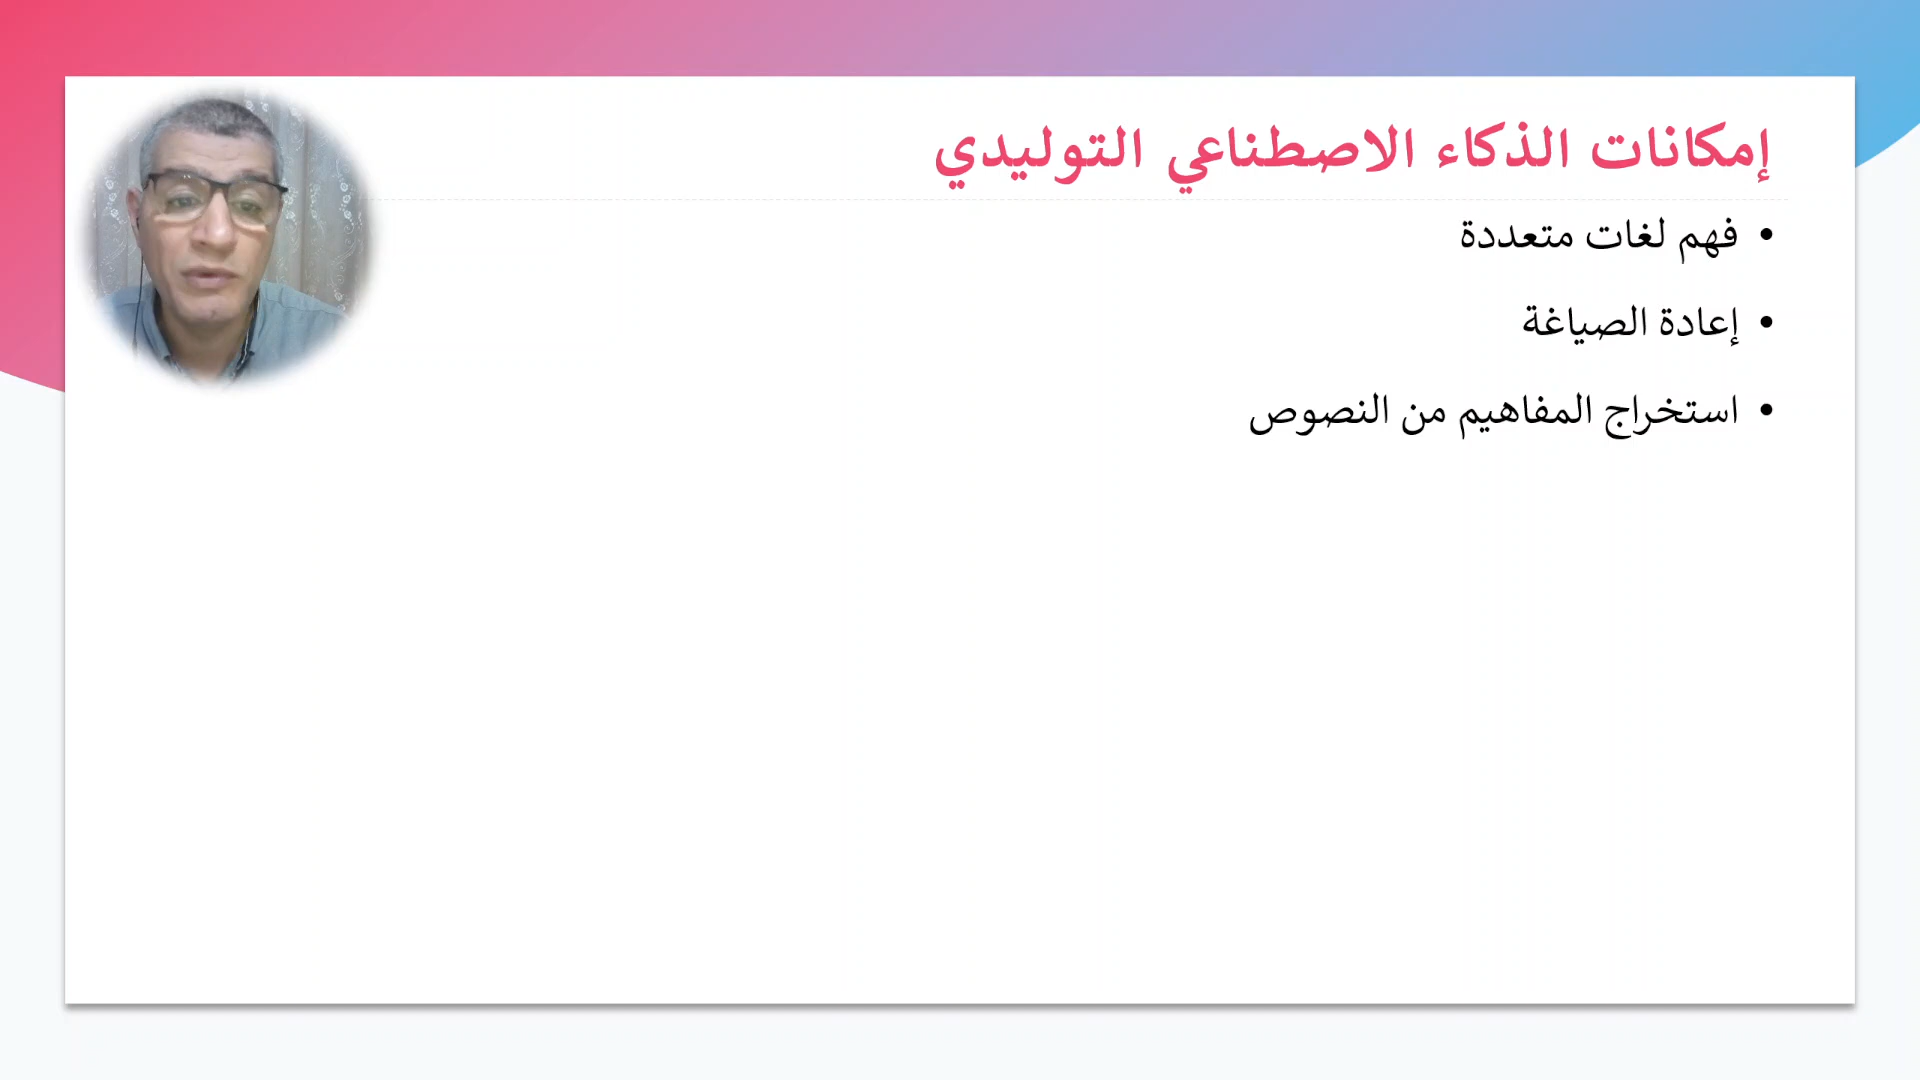 إمكانات الذكاء الاصطناعي التوليدي
• فهم لغات متعددة
• إعادة الصياغة
• استخراج المفاهيم من النصوص